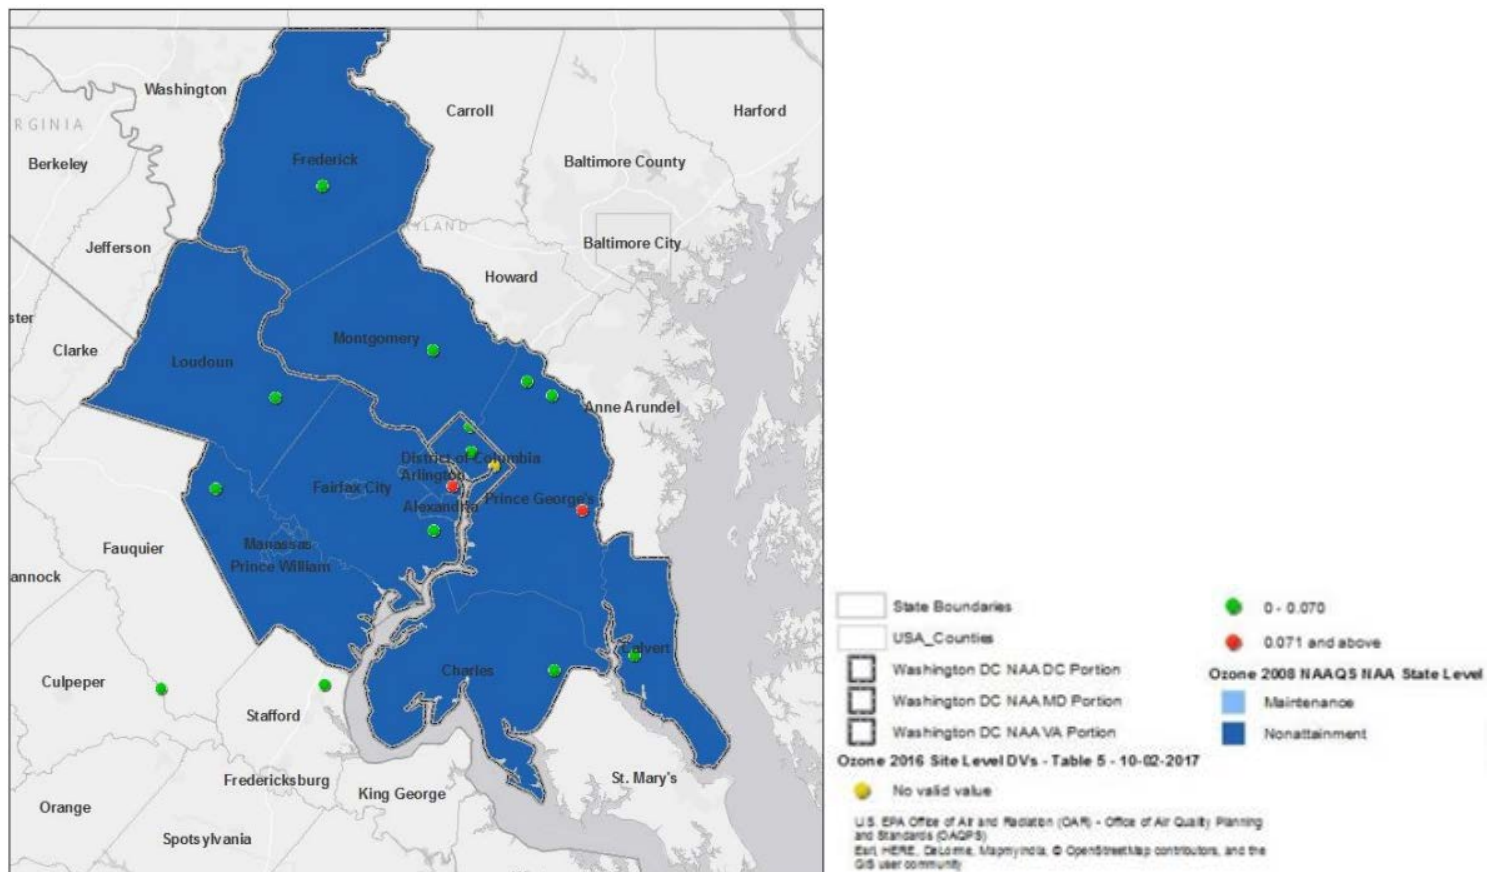 Washington
Carroll
Harford
RGINIA
Berkeley
Frederick
Baltimore County
Jefferson
Baltimore City
Howard
ster
Clarke
Montgomery
Loudoun
Anne Arundel
District of Columbia
Arlington
Fairfax City
Prince George's
Alexandria
Fauquier
Manassas
Prince William
annock
Culpeper
Charles
Calvert
Stafford
Fredericksburg
King George
St. Mary's
Orange
Spotsylvania
State Boundaries
USA_Counties
Washington DC NAA DC Portion
Washington DC NAA MD Portion
Washington DC NAA VA Portion
Ozone 2016 Site Level DVs - Table 5 - 10-02-2017
No valid value
0 - 0.070
0.071 and above
Ozone 2008 NAAQS NAA State Level
Maintenance
Nonattainment
U.S. EPA Office of Air and Radiation (OAR) - Office of Air Quality Planning
and Standards (OAQPS)
Esri, HERE, DeLorme, MapmyIndia, © OpenStreetMap contributors, and the
GIS user community